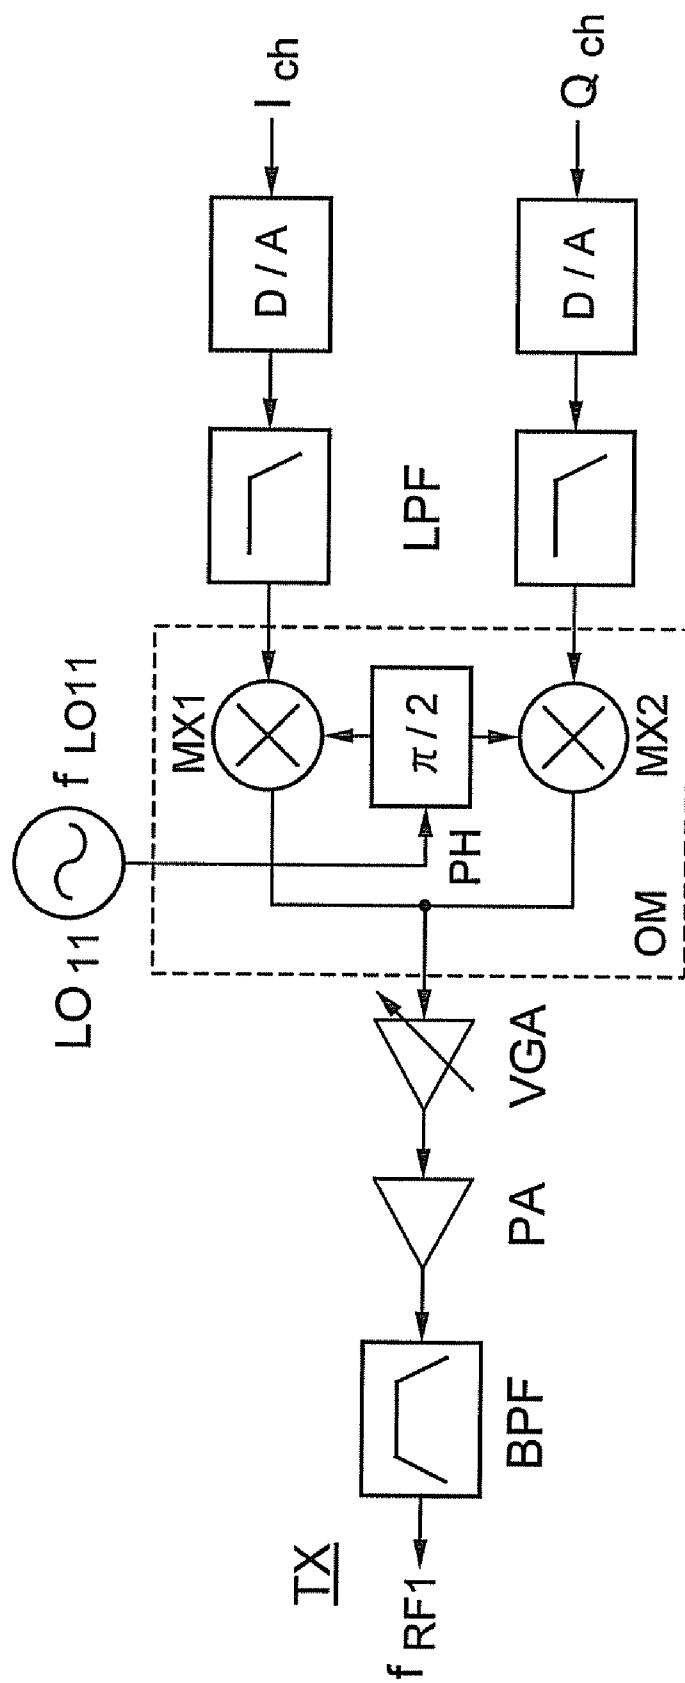 TX
f RF1
BPF
PA
VGA
LO 11
f LO11
OM
PH
π / 2
MX1
MX2
LPF
D / A
D / A
I ch
Q ch